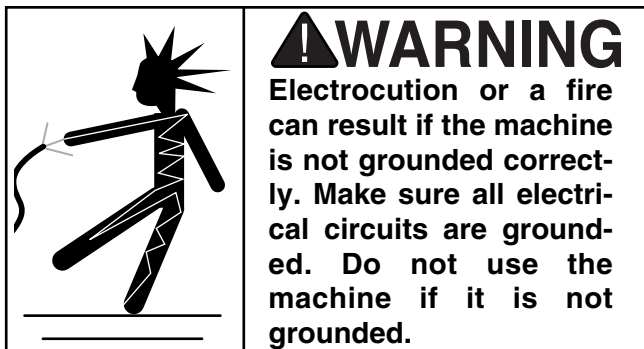 WARNING
Electrocution or a fire
can result if the machine
is not grounded correct-
ly. Make sure all electri-
cal circuits are ground-
ed. Do not use the
machine if it is not
grounded.